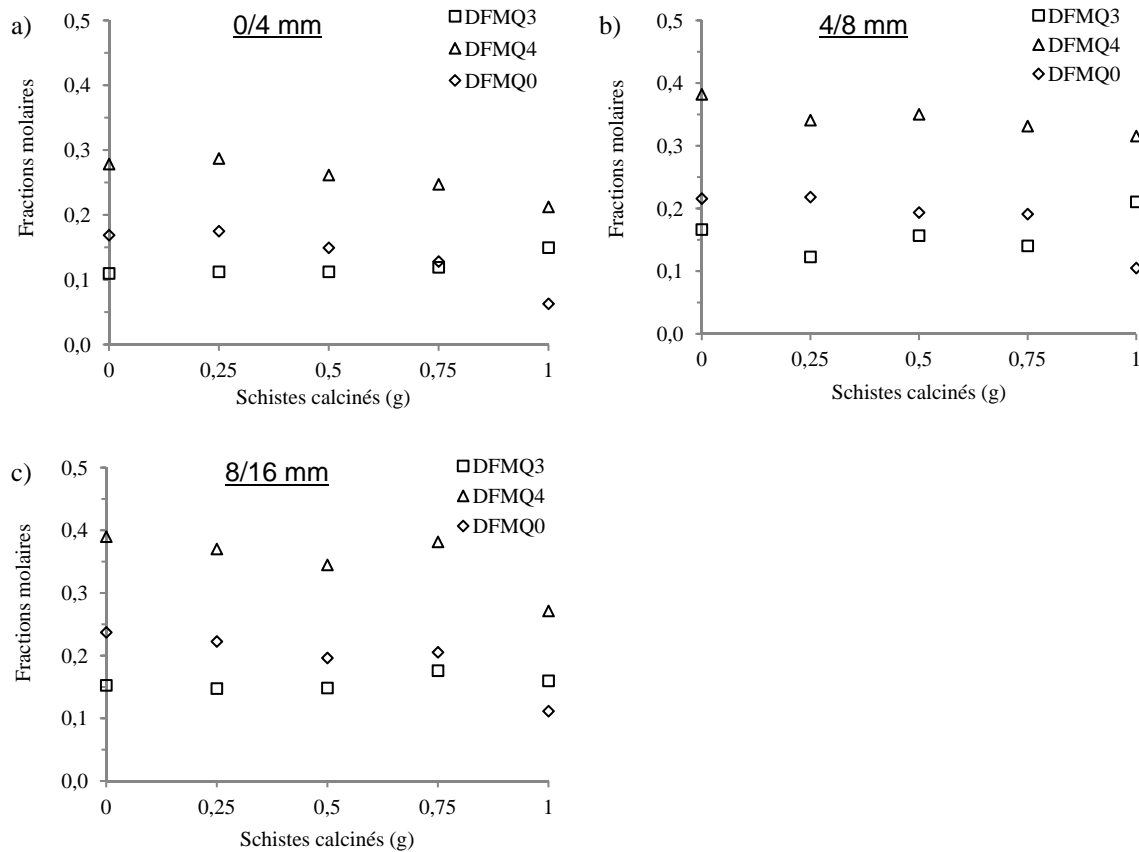 a)
0/4 mm
DFMQ3
DFMQ4
DFMQ0
Fractions molaires
0,5
0,4
0,3
0,2
0,1
0,0
0
0,25
0,5
0,75
1
Schistes calcinés (g)
b)
4/8 mm
DFMQ3
DFMQ4
DFMQ0
Fractions molaires
0,5
0,4
0,3
0,2
0,1
0,0
0
0,25
0,5
0,75
1
Schistes calcinés (g)
c)
8/16 mm
DFMQ3
DFMQ4
DFMQ0
Fractions molaires
0,5
0,4
0,3
0,2
0,1
0,0
0
0,25
0,5
0,75
1
Schistes calcinés (g)